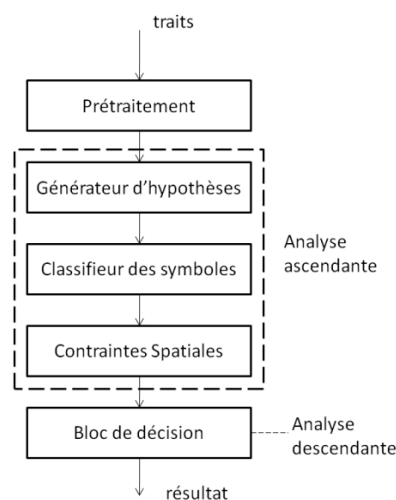 traits
Prétraitement
Générateur d'hypothèses
Classifieur des symboles
Analyse
ascendante
Contraintes Spatiales
Bloc de décision
Analyse
descendante
résultat